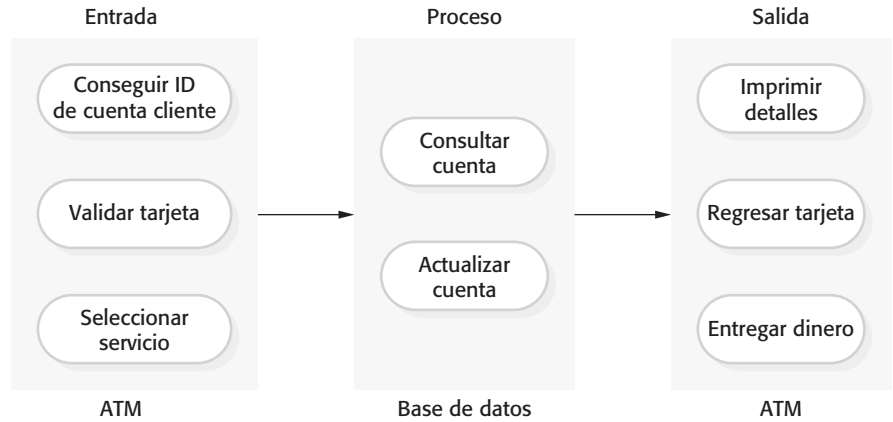 Entrada
Conseguir ID
de cuenta cliente
Validar tarjeta
Seleccionar
servicio
ATM
Proceso
Consultar
cuenta
Actualizar
cuenta
Base de datos
Salida
Imprimir
detalles
Regresar tarjeta
Entregar dinero
ATM